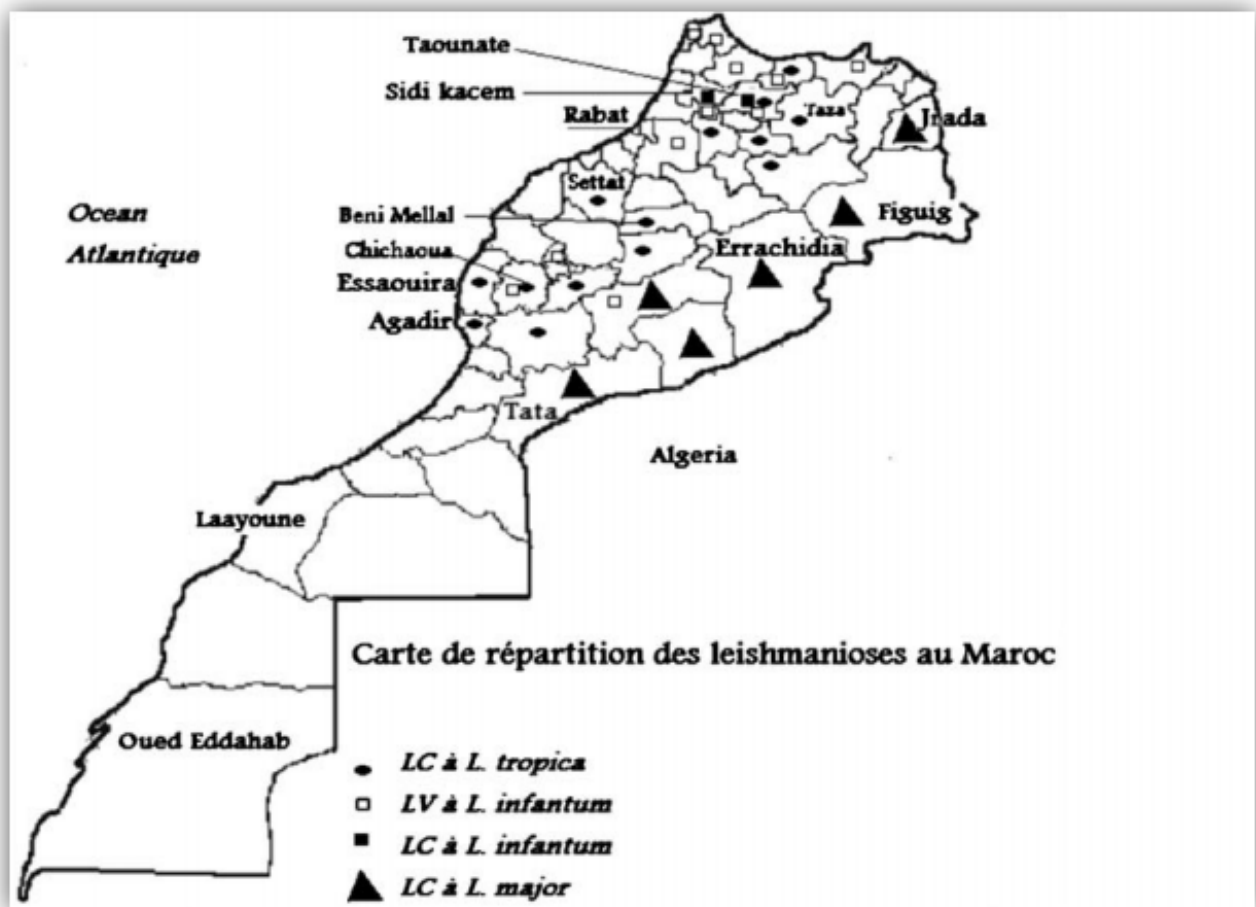 Taounate
Sidi kacem
Rabat
Taza
Jrada
Settat
Ocean
Atlantique
Beni Mellal
Figuig
Chichaoua
Errachidia
Essaouira
Agadir
Tata
Algeria
Laayoune
Carte de répartition des leishmanioses au Maroc
Oued Eddahab
LC à L. tropica
LV à L. infantum
LC à L. infantum
LC à L. major